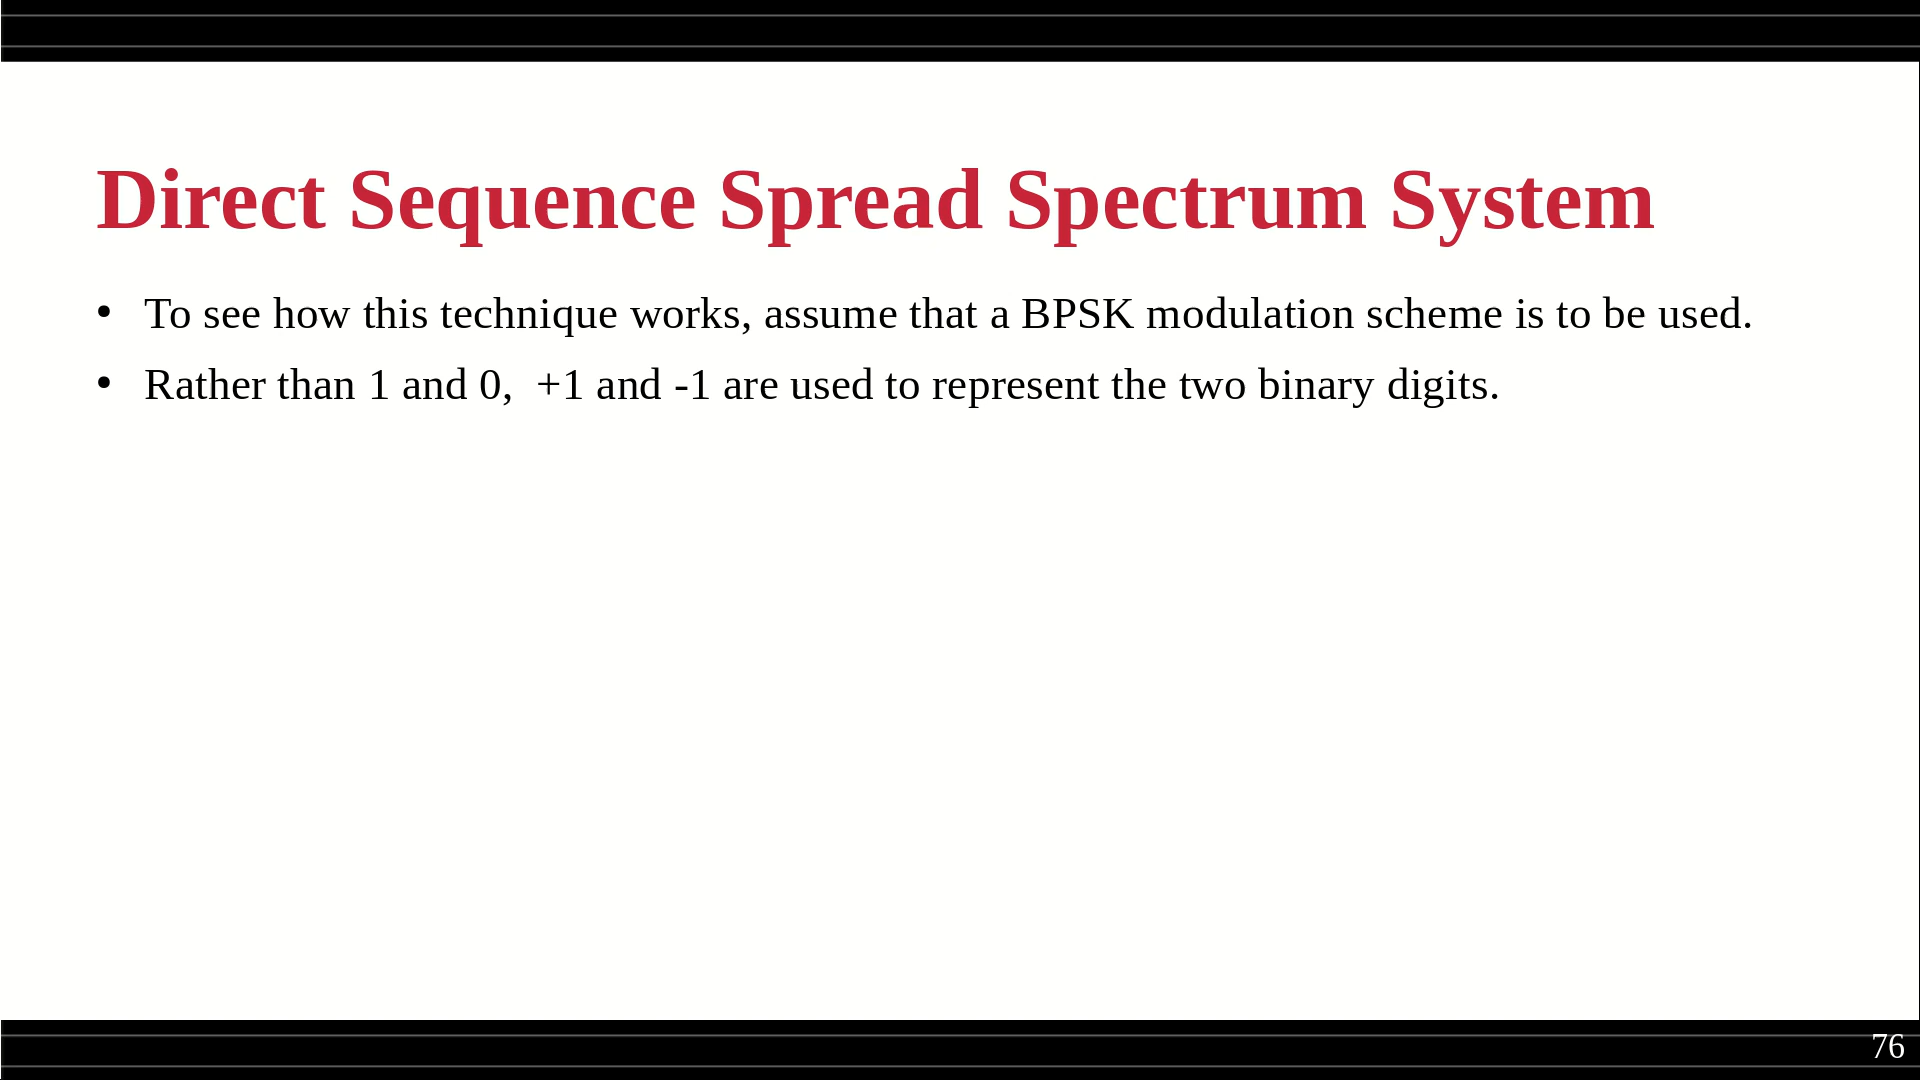 Direct Sequence Spread Spectrum System
• To see how this technique works, assume that a BPSK modulation scheme is to be used.
• Rather than 1 and 0,  +1 and -1 are used to represent the two binary digits.
76